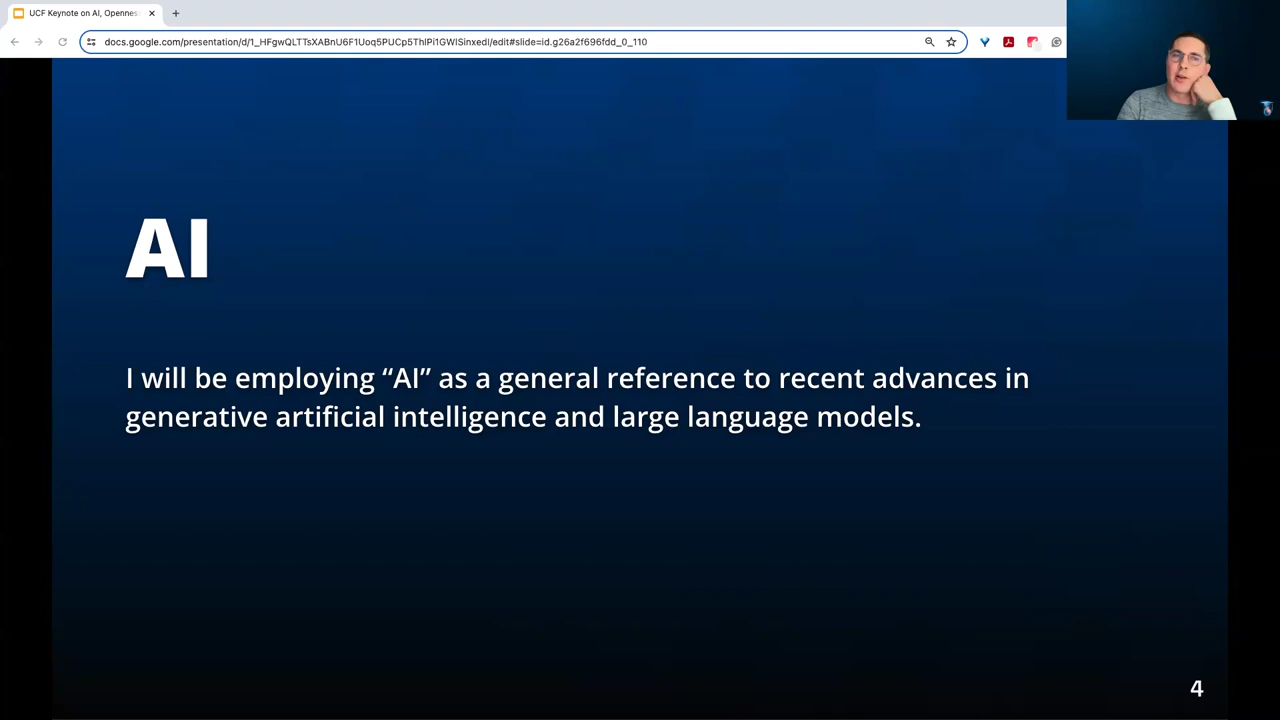 UCF Keynote on AI, Openness
docs.google.com/presentation/d/1_HFgwQLTTsXABnU6F1Uoq5PUCp5ThlPi1GWlSinxedI/edit#slide=id.g26a2f696fdd_0_110
AI
I will be employing “AI” as a general reference to recent advances in
generative artificial intelligence and large language models.
4